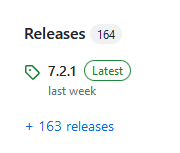 Releases 164
7.2.1 Latest
last week
+ 163 releases